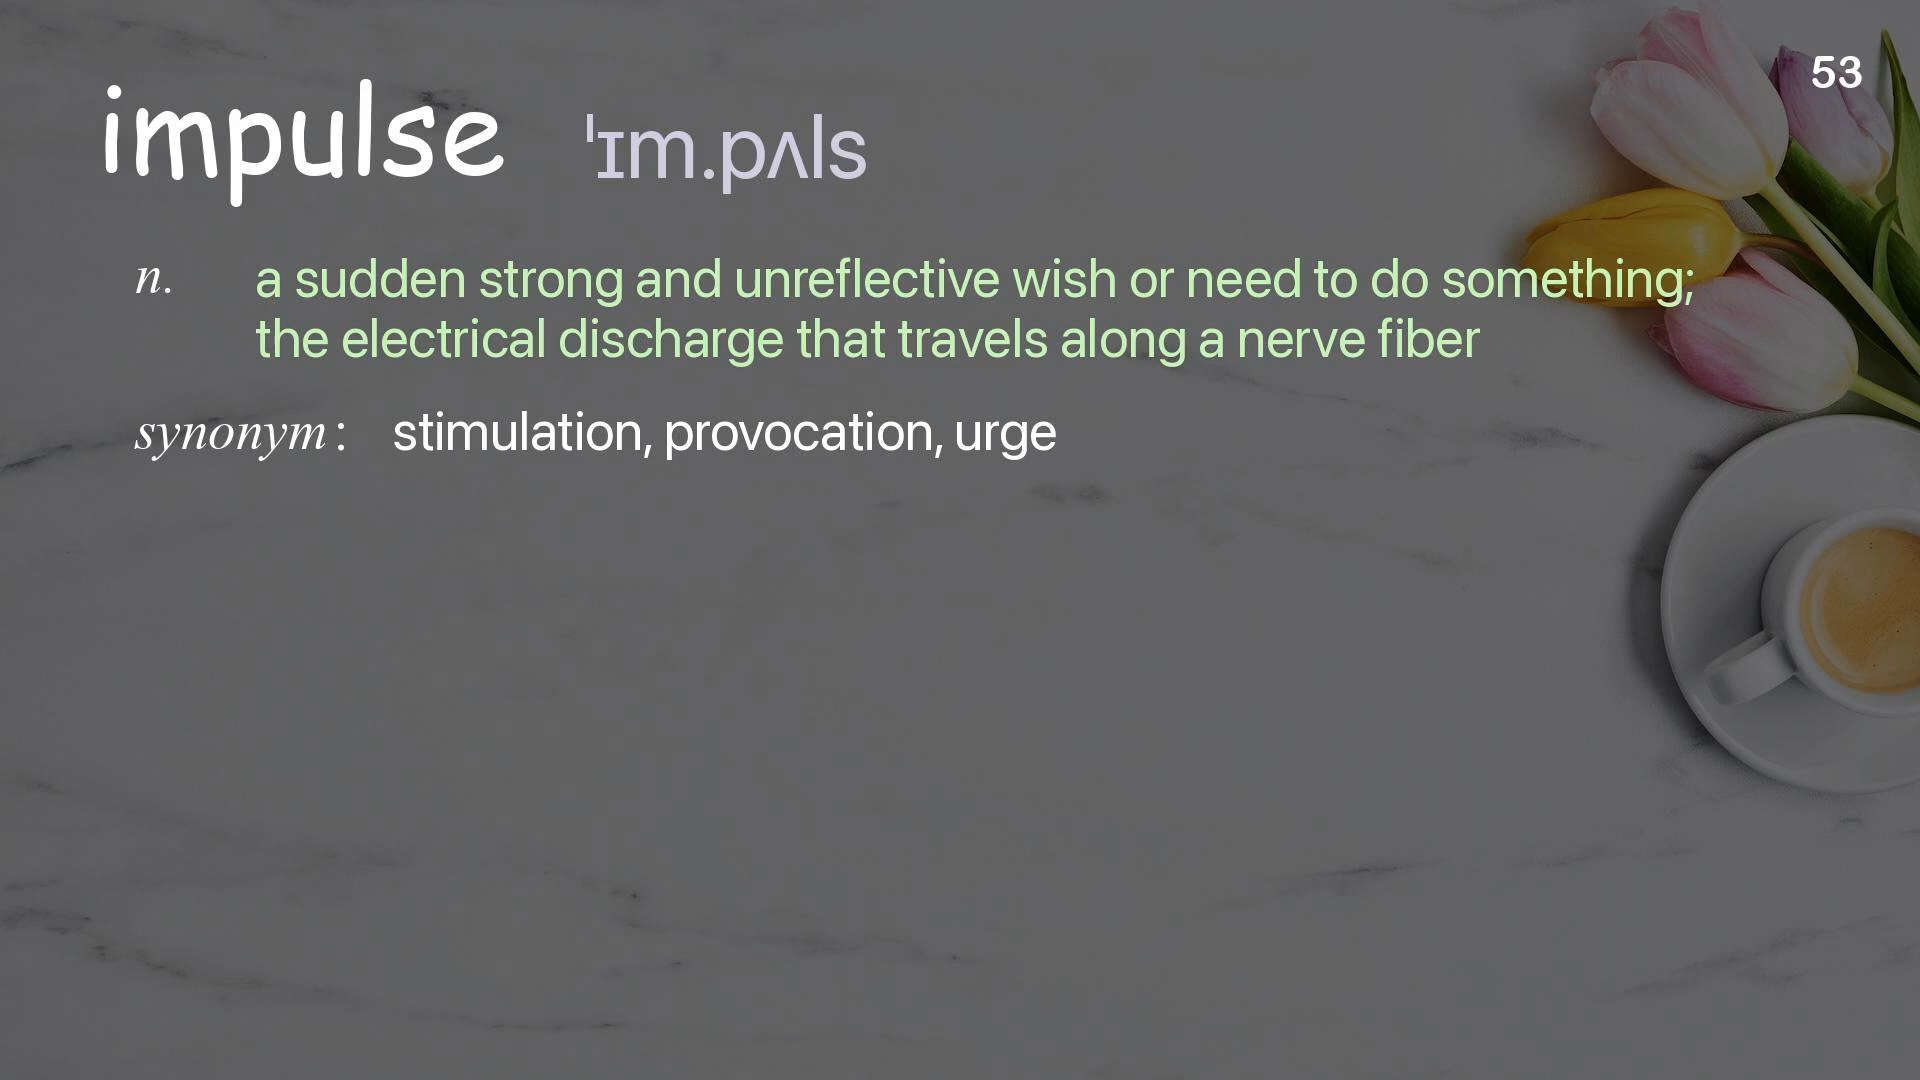 53
impulse ˈɪm.pʌls
n. a sudden strong and unreflective wish or need to do something;
the electrical discharge that travels along a nerve fiber
synonym: stimulation, provocation, urge